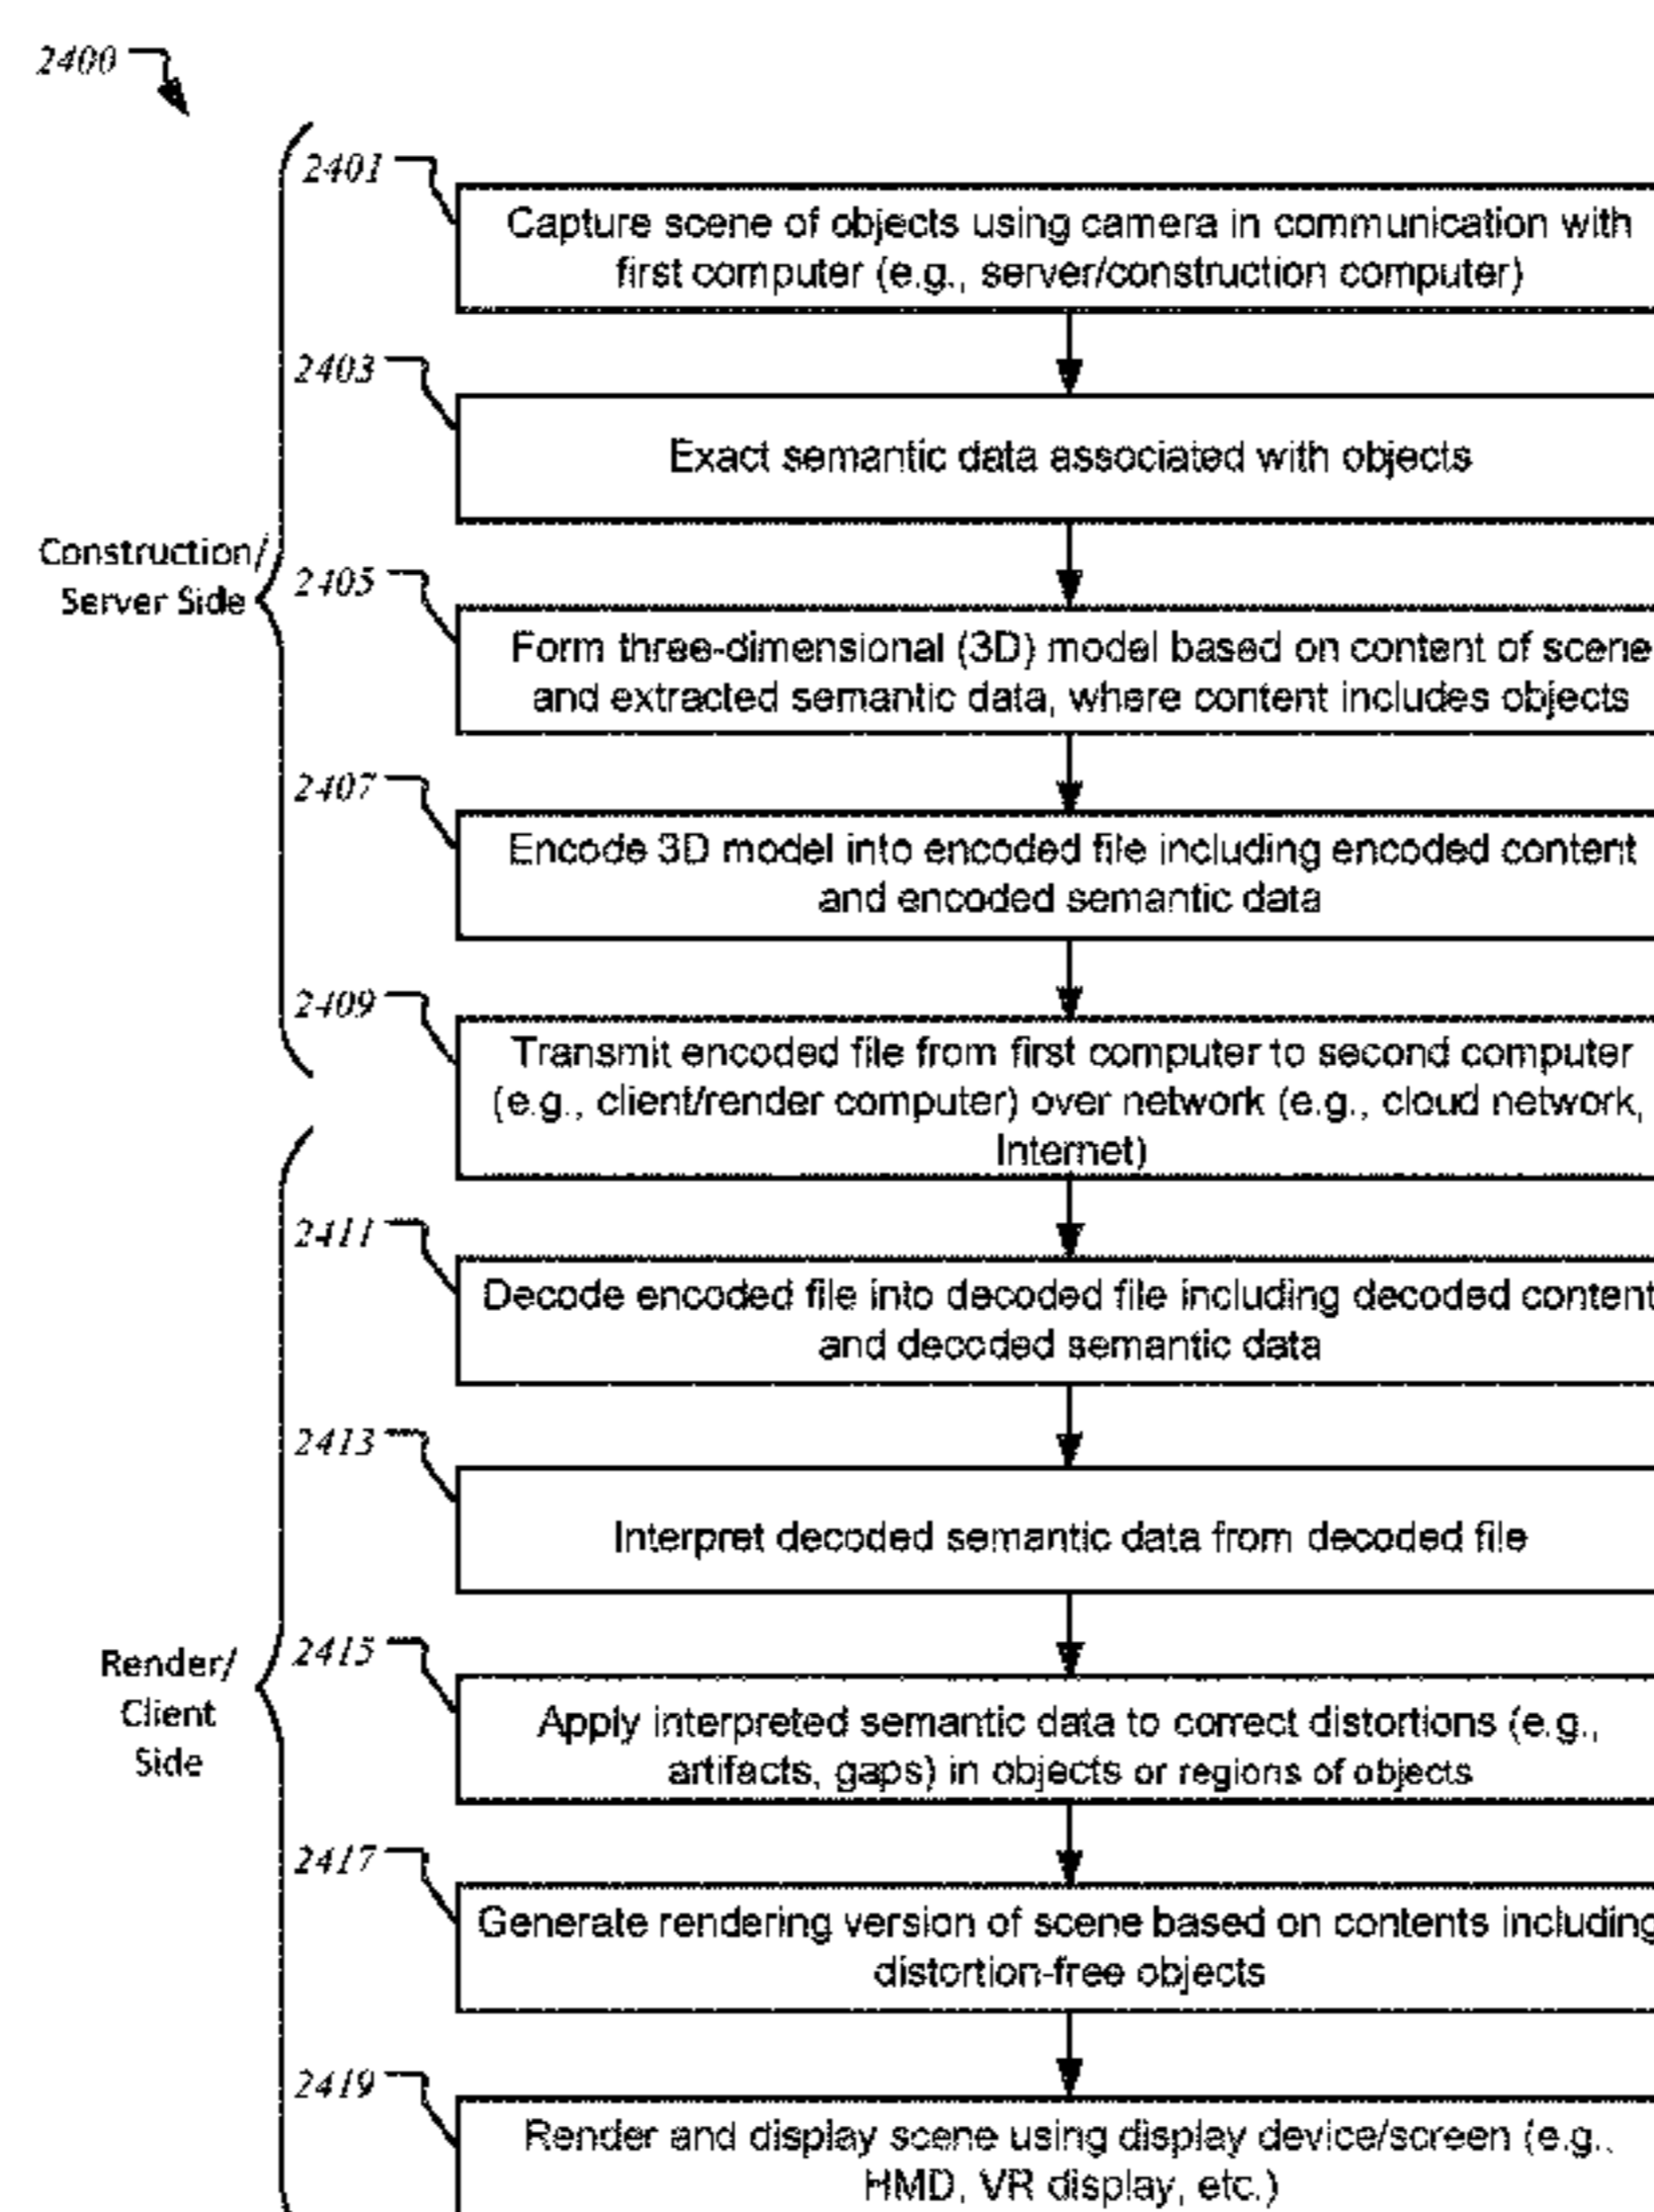 2400
2401
Capture scene of objects using camera in communication with
first computer (e.g., server/construction computer)
2403
Exact semantic data associated with objects
Construction/
Server Side
2405
Form three-dimensional (3D) model based on content of scene
and extracted semantic data, where content includes objects
2407
Encode 3D model into encoded file including encoded content
and encoded semantic data
2409
Transmit encoded file from first computer to second computer
(e.g., client/render computer) over network (e.g., cloud network,
Internet)
2411
Decode encoded file into decoded file including decoded content
and decoded semantic data
2413
Interpret decoded semantic data from decoded file
Render/
Client
Side
2415
Apply interpreted semantic data to correct distortions (e.g.,
artifacts, gaps) in objects or regions of objects
2417
Generate rendering version of scene based on contents including
distortion-free objects
2419
Render and display scene using display device/screen (e.g.,
HMD, VR display, etc.)